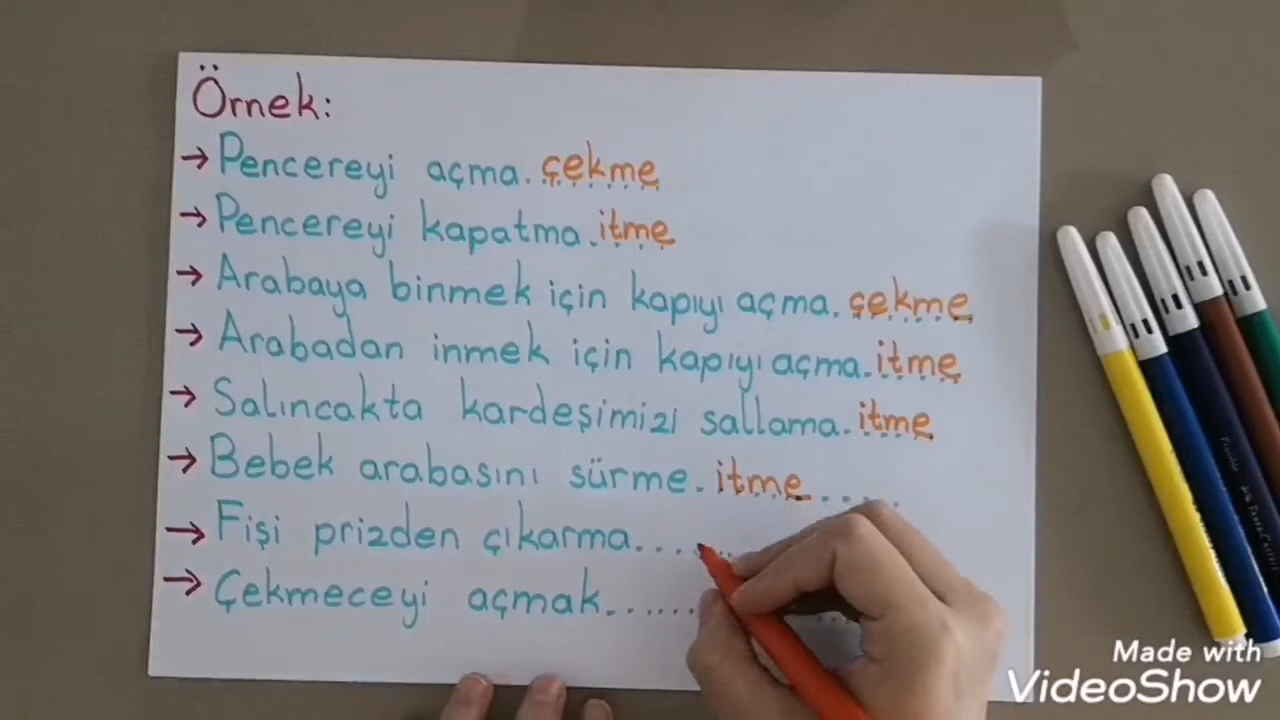 Örnek:
→ Pencereyi açma. çekme
→ Pencereyi kapatma. itme
→ Arabaya binmek için kapıyı açma. çekme
→ Arabadan inmek için kapıyı açma. itme
→ Salıncakta kardeşimizi sallama. itme
→ Bebek arabasını sürme. itme.....
→ Fişi prizden çıkarma.......
→ Çekmeceyi açmak.......
Made with
VideoShow